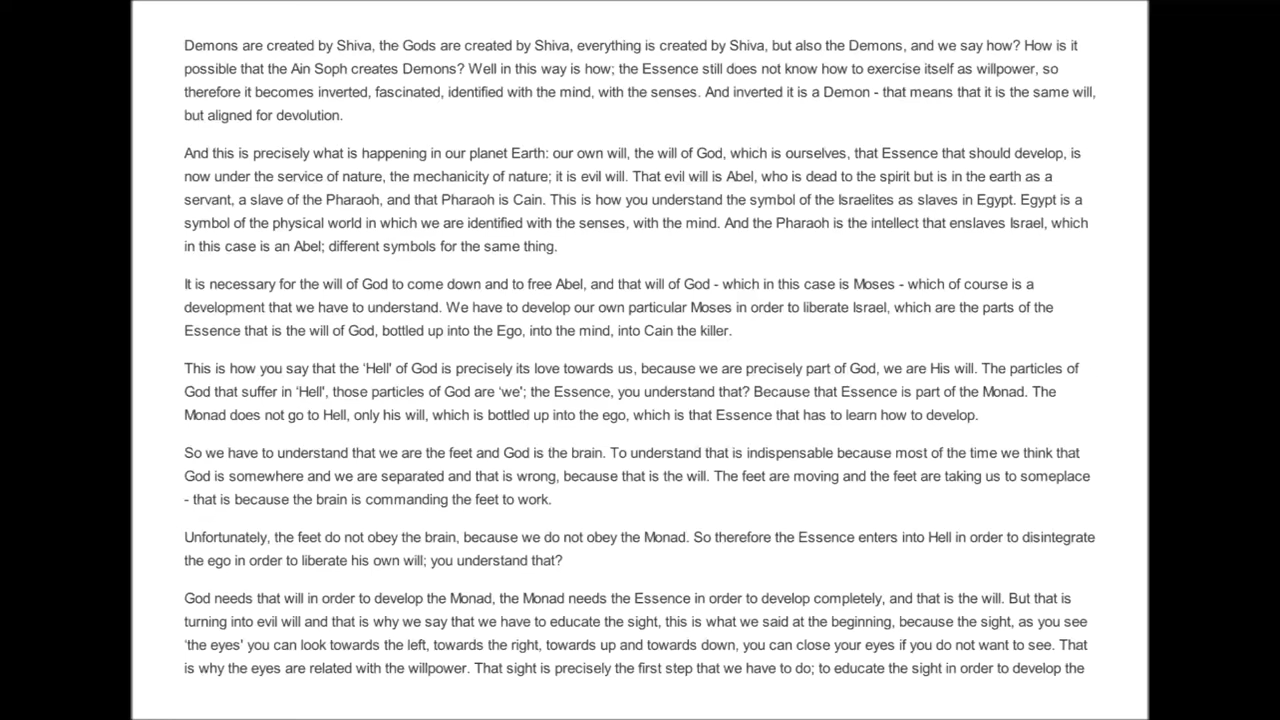 Demons are created by Shiva, the Gods are created by Shiva, everything is created by Shiva, but also the Demons, and we say how? How is it
possible that the Ain Soph creates Demons? Well in this way is how; the Essence still does not know how to exercise itself as willpower, so
therefore it becomes inverted, fascinated, identified with the mind, with the senses. And inverted it is a Demon - that means that it is the same will,
but aligned for devolution.
And this is precisely what is happening in our planet Earth: our own will, the will of God, which is ourselves, that Essence that should develop, is
now under the service of nature, the mechanicity of nature; it is evil will. That evil will is Abel, who is dead to the spirit but is in the earth as a
servant, a slave of the Pharaoh, and that Pharaoh is Cain. This is how you understand the symbol of the Israelites as slaves in Egypt. Egypt is a
symbol of the physical world in which we are identified with the senses, with the mind. And the Pharaoh is the intellect that enslaves Israel, which
in this case is an Abel; different symbols for the same thing.
It is necessary for the will of God to come down and to free Abel, and that will of God - which in this case is Moses - which of course is a
development that we have to understand. We have to develop our own particular Moses in order to liberate Israel, which are the parts of the
Essence that is the will of God, bottled up into the Ego, into the mind, into Cain the killer.
This is how you say that the ‘Hell' of God is precisely its love towards us, because we are precisely part of God, we are His will. The particles of
God that suffer in ‘Hell', those particles of God are ‘we'; the Essence, you understand that? Because that Essence is part of the Monad. The
Monad does not go to Hell, only his will, which is bottled up into the ego, which is that Essence that has to learn how to develop.
So we have to understand that we are the feet and God is the brain. To understand that is indispensable because most of the time we think that
God is somewhere and we are separated and that is wrong, because that is the will. The feet are moving and the feet are taking us to someplace
- that is because the brain is commanding the feet to work.
Unfortunately, the feet do not obey the brain, because we do not obey the Monad. So therefore the Essence enters into Hell in order to disintegrate
the ego in order to liberate his own will; you understand that?
God needs that will in order to develop the Monad, the Monad needs the Essence in order to develop completely, and that is the will. But that is
turning into evil will and that is why we say that we have to educate the sight, this is what we said at the beginning, because the sight, as you see
‘the eyes' you can look towards the left, towards the right, towards up and towards down, you can close your eyes if you do not want to see. That
is why the eyes are related with the willpower. That sight is precisely the first step that we have to do; to educate the sight in order to develop the